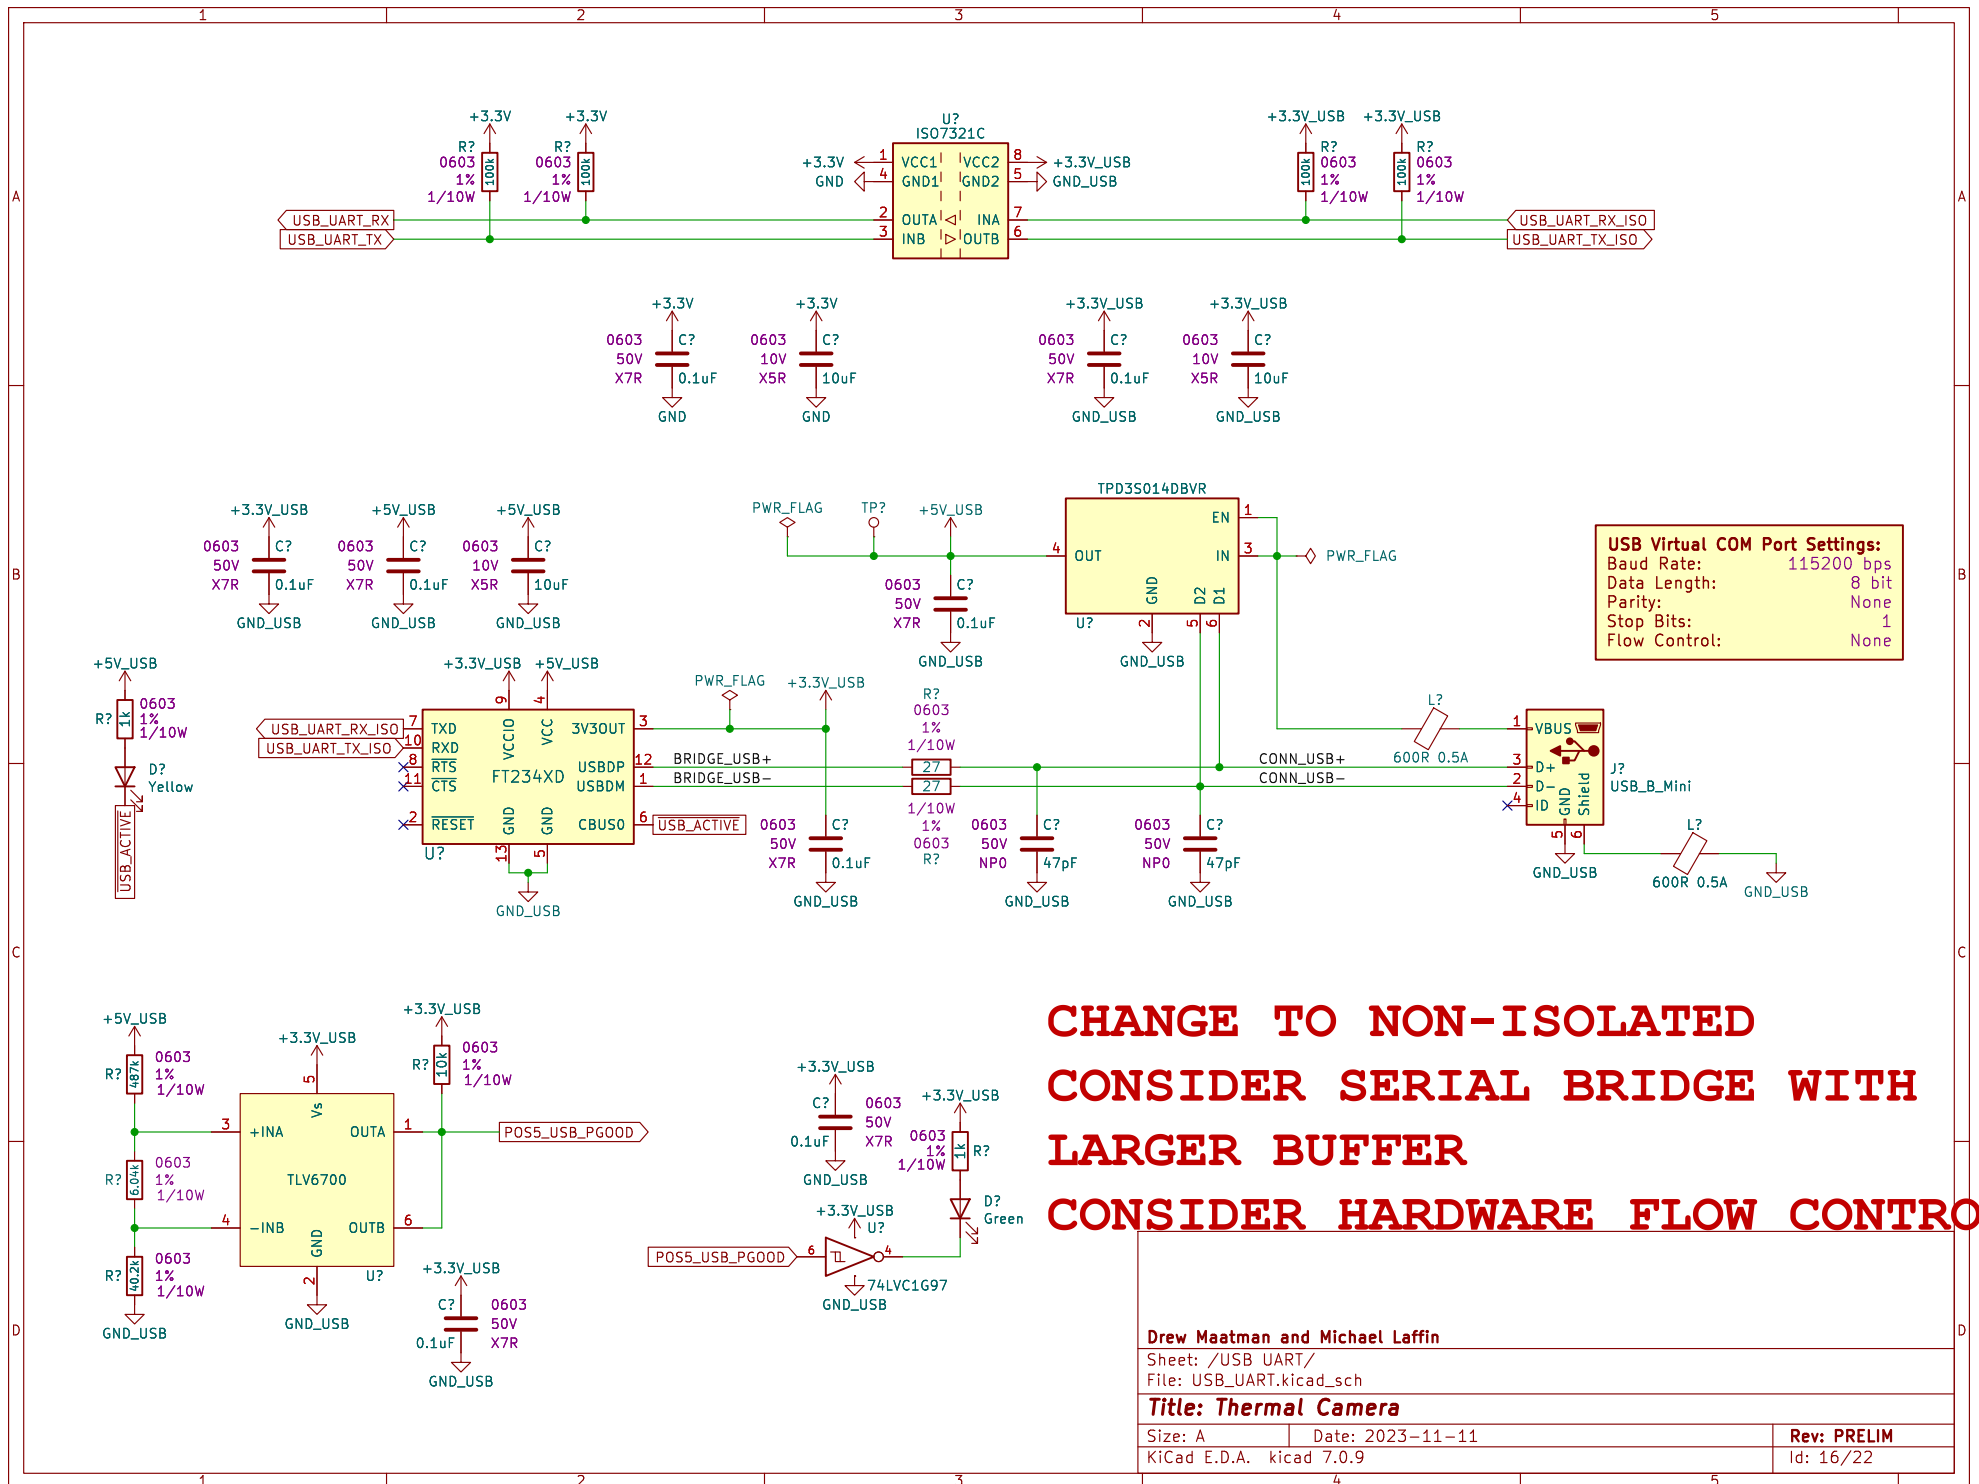 1 2 3 4 5
A
B
C
D
+3.3V
R?
0603
1%
1/10W
100k
+3.3V
R?
0603
1%
1/10W
100k
USB_UART_RX
USB_UART_TX
U?
ISO7321C
+3.3V 1 VCC1 VCC2 8 +3.3V_USB
GND 4 GND1 GND2 5 GND_USB
2 OUTA INA 7
3 INB OUTB 6
+3.3V_USB
R?
0603
1%
1/10W
100k
+3.3V_USB
R?
0603
1%
1/10W
100k
USB_UART_RX_ISO
USB_UART_TX_ISO
+3.3V
0603 C?
50V
X7R 0.1uF
GND
+3.3V
0603 C?
10V
X5R 10uF
GND
+3.3V_USB
0603 C?
50V
X7R 0.1uF
GND_USB
+3.3V_USB
0603 C?
10V
X5R 10uF
GND_USB
+3.3V_USB
0603 C?
50V
X7R 0.1uF
GND_USB
+5V_USB
0603 C?
50V
X7R 0.1uF
GND_USB
+5V_USB
0603 C?
10V
X5R 10uF
GND_USB
PWR_FLAG
TP?
+5V_USB
0603 C?
50V
X7R 0.1uF
GND_USB
TPD3S014DBVR
EN 1
4 OUT IN 3
PWR_FLAG
GND D2 D1
2 5 6
U?
GND_USB
USB Virtual COM Port Settings:
Baud Rate: 115200 bps
Data Length: 8 bit
Parity: None
Stop Bits: 1
Flow Control: None
+5V_USB
0603
R? 1k 1%
1/10W
D?
Yellow
USB_ACTIVE
+3.3V_USB +5V_USB
9 4
VCCIO VCC
USB_UART_RX_ISO 7 TXD
USB_UART_TX_ISO 10 RXD
8 RTS
11 CTS
2 RESET
FT234XD
3V3OUT 3
USBDP 12
USBDM 1
CBUS0 6 USB_ACTIVE
GND GND
13 5
U?
GND_USB
PWR_FLAG
+3.3V_USB
BRIDGE_USB+
BRIDGE_USB-
0603 C?
50V
X7R 0.1uF
GND_USB
R?
0603
1%
1/10W
27
27
1/10W
1%
0603
R?
0603 C?
50V
NP0 47pF
GND_USB
0603 C?
50V
NP0 47pF
GND_USB
CONN_USB+
CONN_USB-
L?
600R 0.5A
1 VBUS
3 D+
2 D-
4 ID
GND Shield
5 6
J?
USB_B_Mini
GND_USB
L?
600R 0.5A
GND_USB
+5V_USB
0603
R? 487k 1%
1/10W
0603
R? 6.04k 1%
1/10W
0603
R? 40.2k 1%
1/10W
GND_USB
+3.3V_USB
5
Vs
3 +INA OUTA 1
TLV6700
4 -INB OUTB 6
GND
2
U?
GND_USB
+3.3V_USB
0603
R? 10k 1%
1/10W
POS5_USB_PGOOD
+3.3V_USB
C? 0603
50V
0.1uF X7R
GND_USB
+3.3V_USB
C? 0603
50V
0.1uF X7R
GND_USB
+3.3V_USB
0603
1% 1k R?
1/10W
D?
Green
+3.3V_USB
U?
POS5_USB_PGOOD 6 4
74LVC1G97
GND_USB
CHANGE TO NON-ISOLATED
CONSIDER SERIAL BRIDGE WITH
LARGER BUFFER
CONSIDER HARDWARE FLOW CONTRO
Drew Maatman and Michael Laffin
Sheet: /USB UART/
File: USB_UART.kicad_sch
Title: Thermal Camera
Size: A Date: 2023-11-11 Rev: PRELIM
KiCad E.D.A. kicad 7.0.9 Id: 16/22
A
B
C
D
1 2 3 4 5